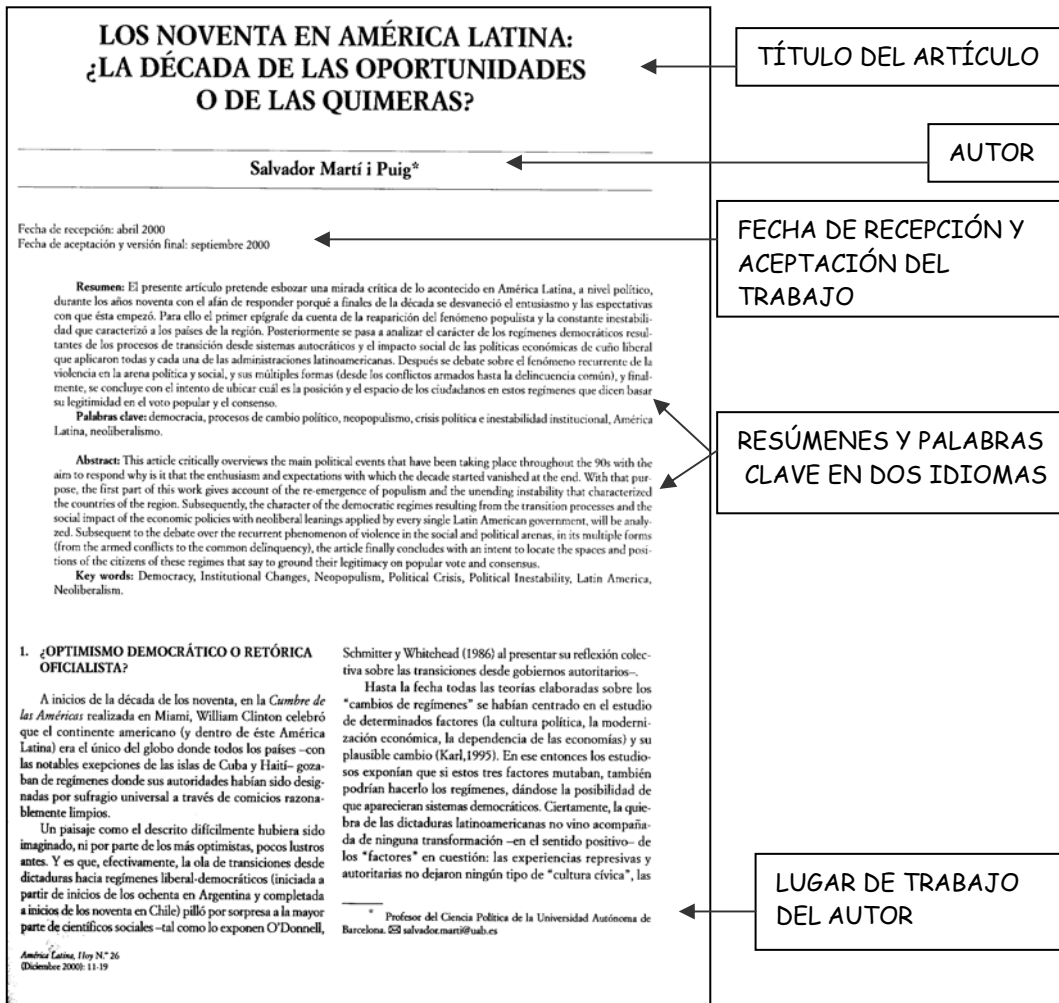 LOS NOVENTA EN AMÉRICA LATINA:
¿LA DÉCADA DE LAS OPORTUNIDADES
O DE LAS QUIMERAS?
TÍTULO DEL ARTÍCULO
Salvador Martí i Puig*
AUTOR
Fecha de recepción: abril 2000
Fecha de aceptación y versión final: septiembre 2000
FECHA DE RECEPCIÓN Y
ACEPTACIÓN DEL
TRABAJO
Resumen: El presente artículo pretende esbozar una mirada crítica de lo acontecido en América Latina, a nivel político,
durante los años noventa con el afán de responder porqué a finales de la década se desvaneció el entusiasmo y las espectativas
con que ésta empezó. Para ello el primer epígrafe da cuenta de la reaparición del fenómeno populista y la constante inestabili-
dad que caracterizó a los países de la región. Posteriormente se pasa a analizar el carácter de los regímenes democráticos resul-
tantes de los procesos de transición desde sistemas autocráticos y el impacto social de las políticas económicas de cuño liberal
que aplicaron todas y cada una de las administraciones latinoamericanas. Después se debate sobre el fenómeno recurrente de la
violencia en la arena política y social, y sus múltiples formas (desde los conflictos armados hasta la delincuencia común), y final-
mente, se concluye con el intento de ubicar cuál es la posición y el espacio de los ciudadanos en estos regímenes que dicen basar
su legitimidad en el voto popular y el consenso.
Palabras clave: democracia, procesos de cambio político, neopopulismo, crisis política e inestabilidad institucional, América
Latina, neoliberalismo.
RESÚMENES Y PALABRAS
CLAVE EN DOS IDIOMAS
Abstract: This article critically overviews the main political events that have been taking place throughout the 90s with the
aim to respond why is it that the enthusiasm and expectations with which the decade started vanished at the end. With that pur-
pose, the first part of this work gives account of the re-emergence of populism and the unending instability that characterized
the countries of the region. Subsequently, the character of the democratic regimes resulting from the transition processes and the
social impact of the economic policies with neoliberal leanings applied by every single Latin American government, will be analy-
zed. Subsequent to the debate over the recurrent phenomenon of violence in the social and political arenas, in its multiple forms
(from the armed conflicts to the common delinquency), the article finally concludes with an intent to locate the spaces and posi-
tions of the citizens of these regimes that say to ground their legitimacy on popular vote and consensus.
Key words: Democracy, Institutional Changes, Neopopulism, Political Crisis, Political Inestability, Latin America,
Neoliberalism.
1. ¿OPTIMISMO DEMOCRÁTICO O RETÓRICA
OFICIALISTA?
A inicios de la década de los noventa, en la Cumbre de
las Américas realizada en Miami, William Clinton celebró
que el continente americano (y dentro de éste América
Latina) era el único del globo donde todos los países –con
las notables exepciones de las islas de Cuba y Haití– goza-
ban de regímenes donde sus autoridades habían sido desig-
nadas por sufragio universal a través de comicios razona-
blemente limpios.
Un paisaje como el descrito difícilmente hubiera sido
imaginado, ni por parte de los más optimistas, pocos lustros
antes. Y es que, efectivamente, la ola de transiciones desde
dictaduras hacia regímenes liberal-democráticos (iniciada a
partir de inicios de los ochenta en Argentina y completada
a inicios de los noventa en Chile) pilló por sorpresa a la mayor
parte de científicos sociales –tal como lo exponen O'Donnell,
Schmitter y Whitehead (1986) al presentar su reflexión colec-
tiva sobre las transiciones desde gobiernos autoritarios–.
Hasta la fecha todas las teorías elaboradas sobre los
"cambios de regímenes" se habían centrado en el estudio
de determinados factores (la cultura política, la moderni-
zación económica, la dependencia de las economías) y su
plausible cambio (Karl,1995). En ese entonces los estudio-
sos exponían que si estos tres factores mutaban, también
podrían hacerlo los regímenes, dándose la posibilidad de
que aparecieran sistemas democráticos. Ciertamente, la quie-
bra de las dictaduras latinoamericanas no vino acompaña-
da de ninguna transformación –en el sentido positivo– de
los "factores" en cuestión: las experiencias represivas y
autoritarias no dejaron ningún tipo de "cultura cívica", las
* Profesor del Ciencia Política de la Universidad Autónoma de
Barcelona. ✉ salvador.marti@uab.es
LUGAR DE TRABAJO
DEL AUTOR
América Latina, Hoy N.º 26
(Diciembre 2000): 11-19